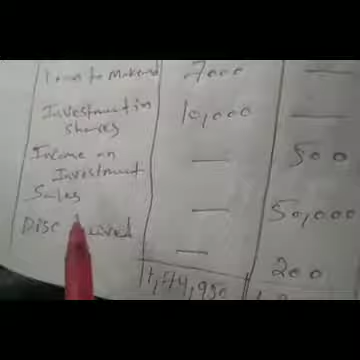 Loan to Mukund 7000 —
Investment in 10,000 —
shares
Income on — 500
Investment
Sales — 50,000
Disc — 200
1,74,950